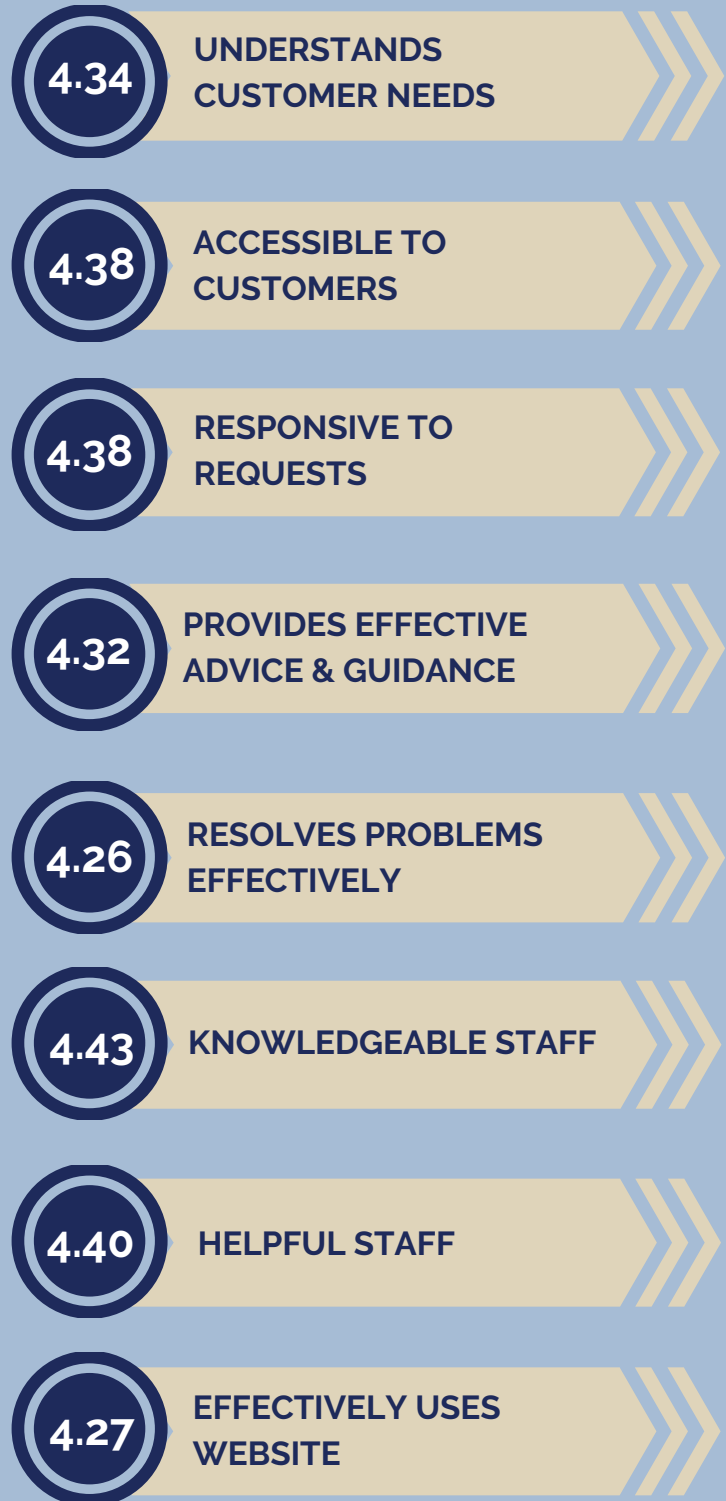 4.34
UNDERSTANDS
CUSTOMER NEEDS
4.38
ACCESSIBLE TO
CUSTOMERS
4.38
RESPONSIVE TO
REQUESTS
4.32
PROVIDES EFFECTIVE
ADVICE & GUIDANCE
4.26
RESOLVES PROBLEMS
EFFECTIVELY
4.43
KNOWLEDGEABLE STAFF
4.40
HELPFUL STAFF
4.27
EFFECTIVELY USES
WEBSITE